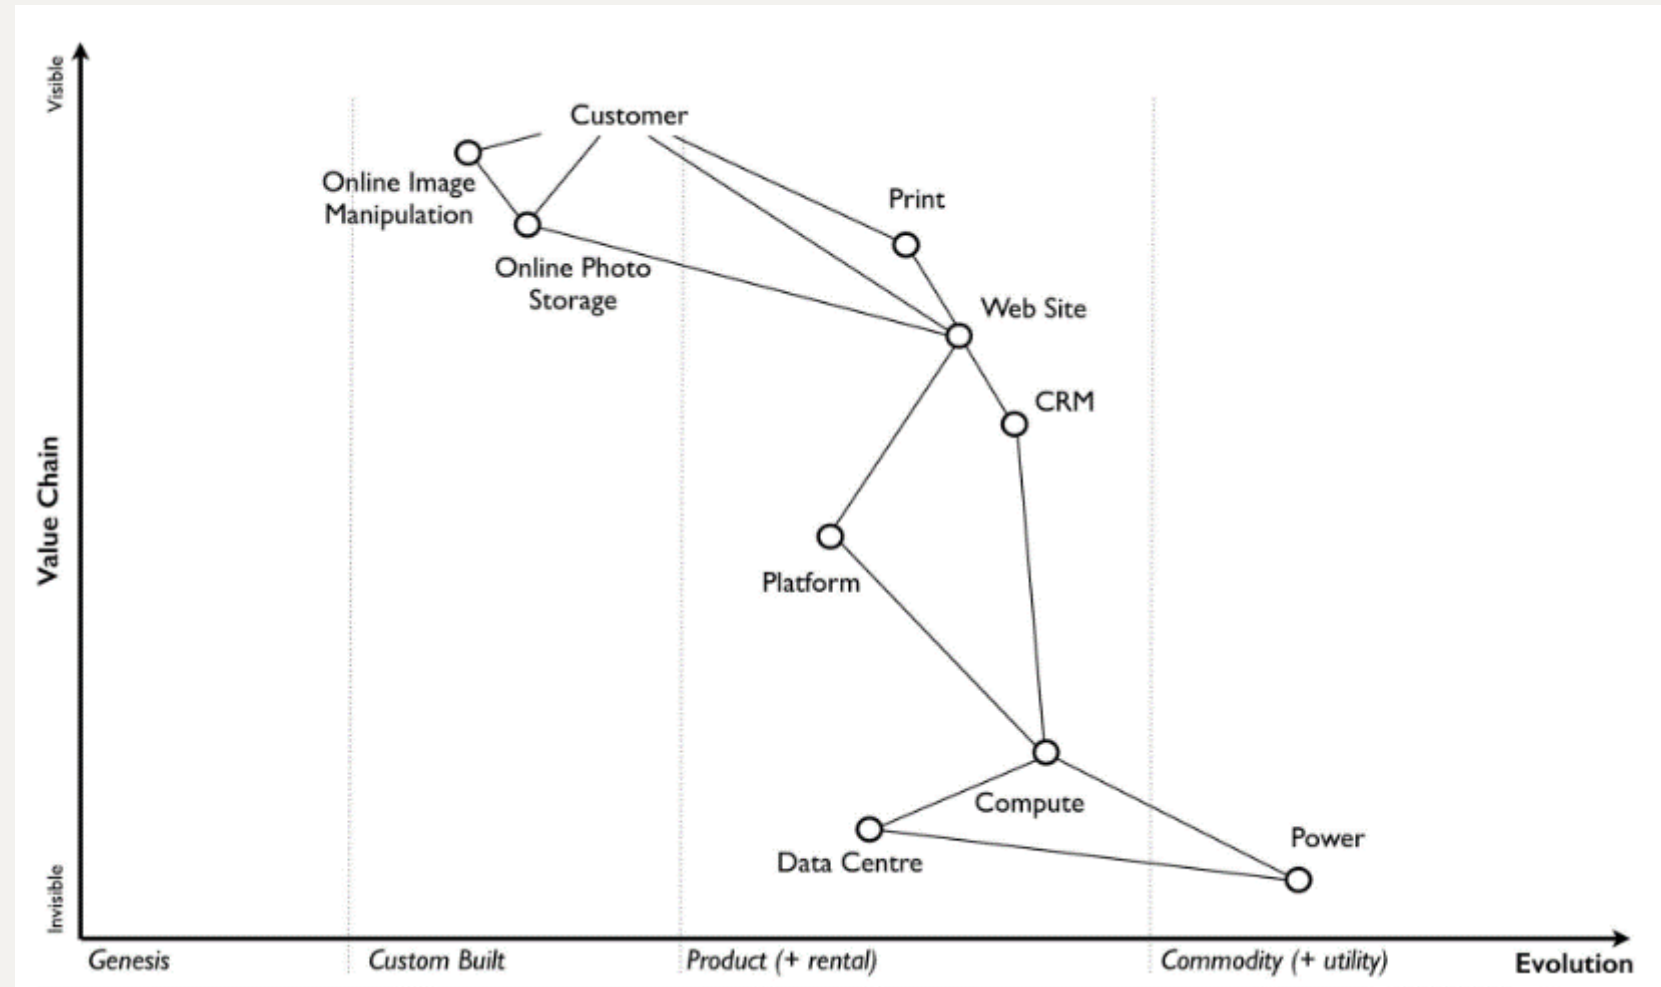 Visible
Customer
Online Image
Manipulation
Print
Online Photo
Storage
Web Site
CRM
Value Chain
Platform
Compute
Data Centre
Power
Invisible
Genesis
Custom Built
Product (+ rental)
Commodity (+ utility)
Evolution